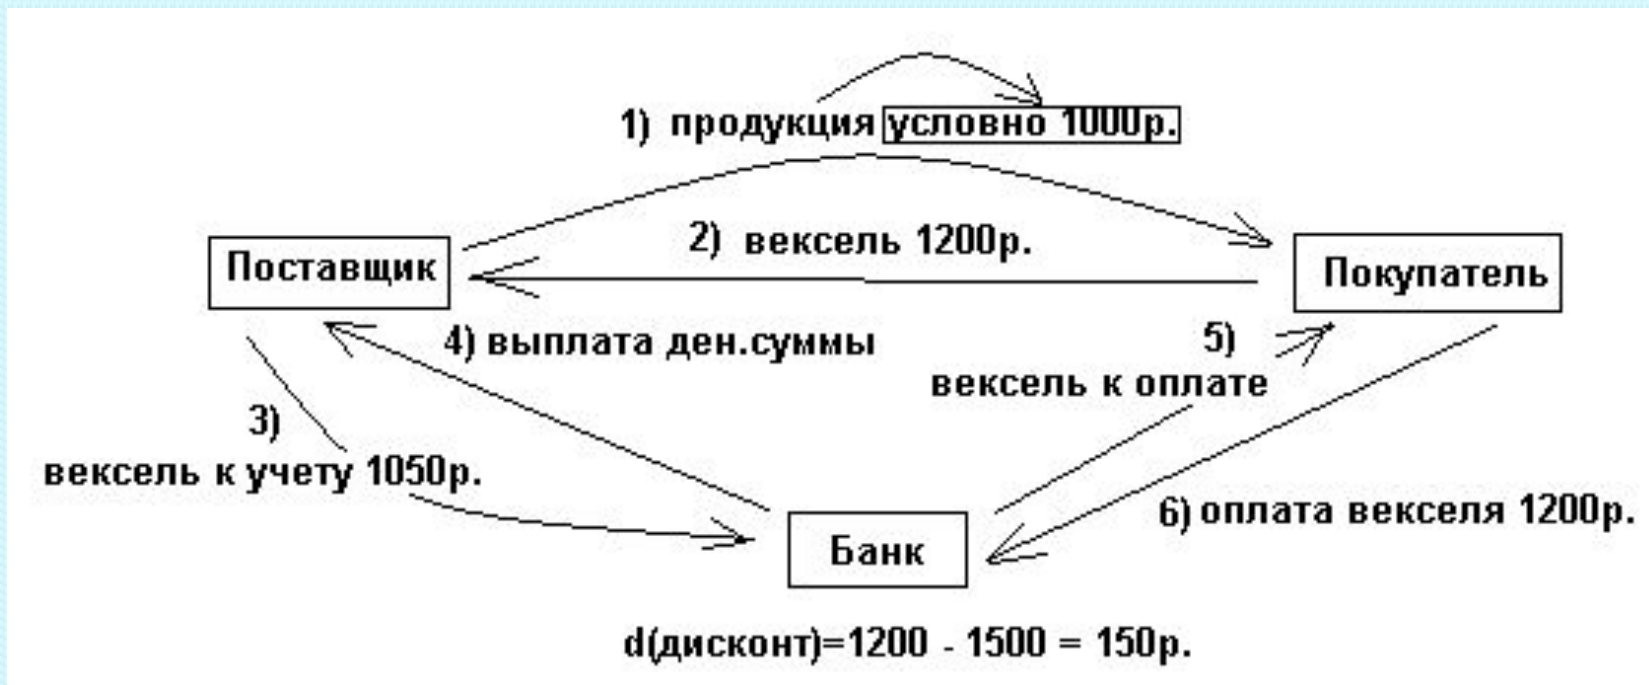 1) продукция условно 1000р.
2) вексель 1200р.
Поставщик
Покупатель
4) выплата ден.суммы
5)
вексель к оплате
3)
вексель к учету 1050р.
6) оплата векселя 1200р.
Банк
d(дисконт)=1200 - 1500 = 150р.